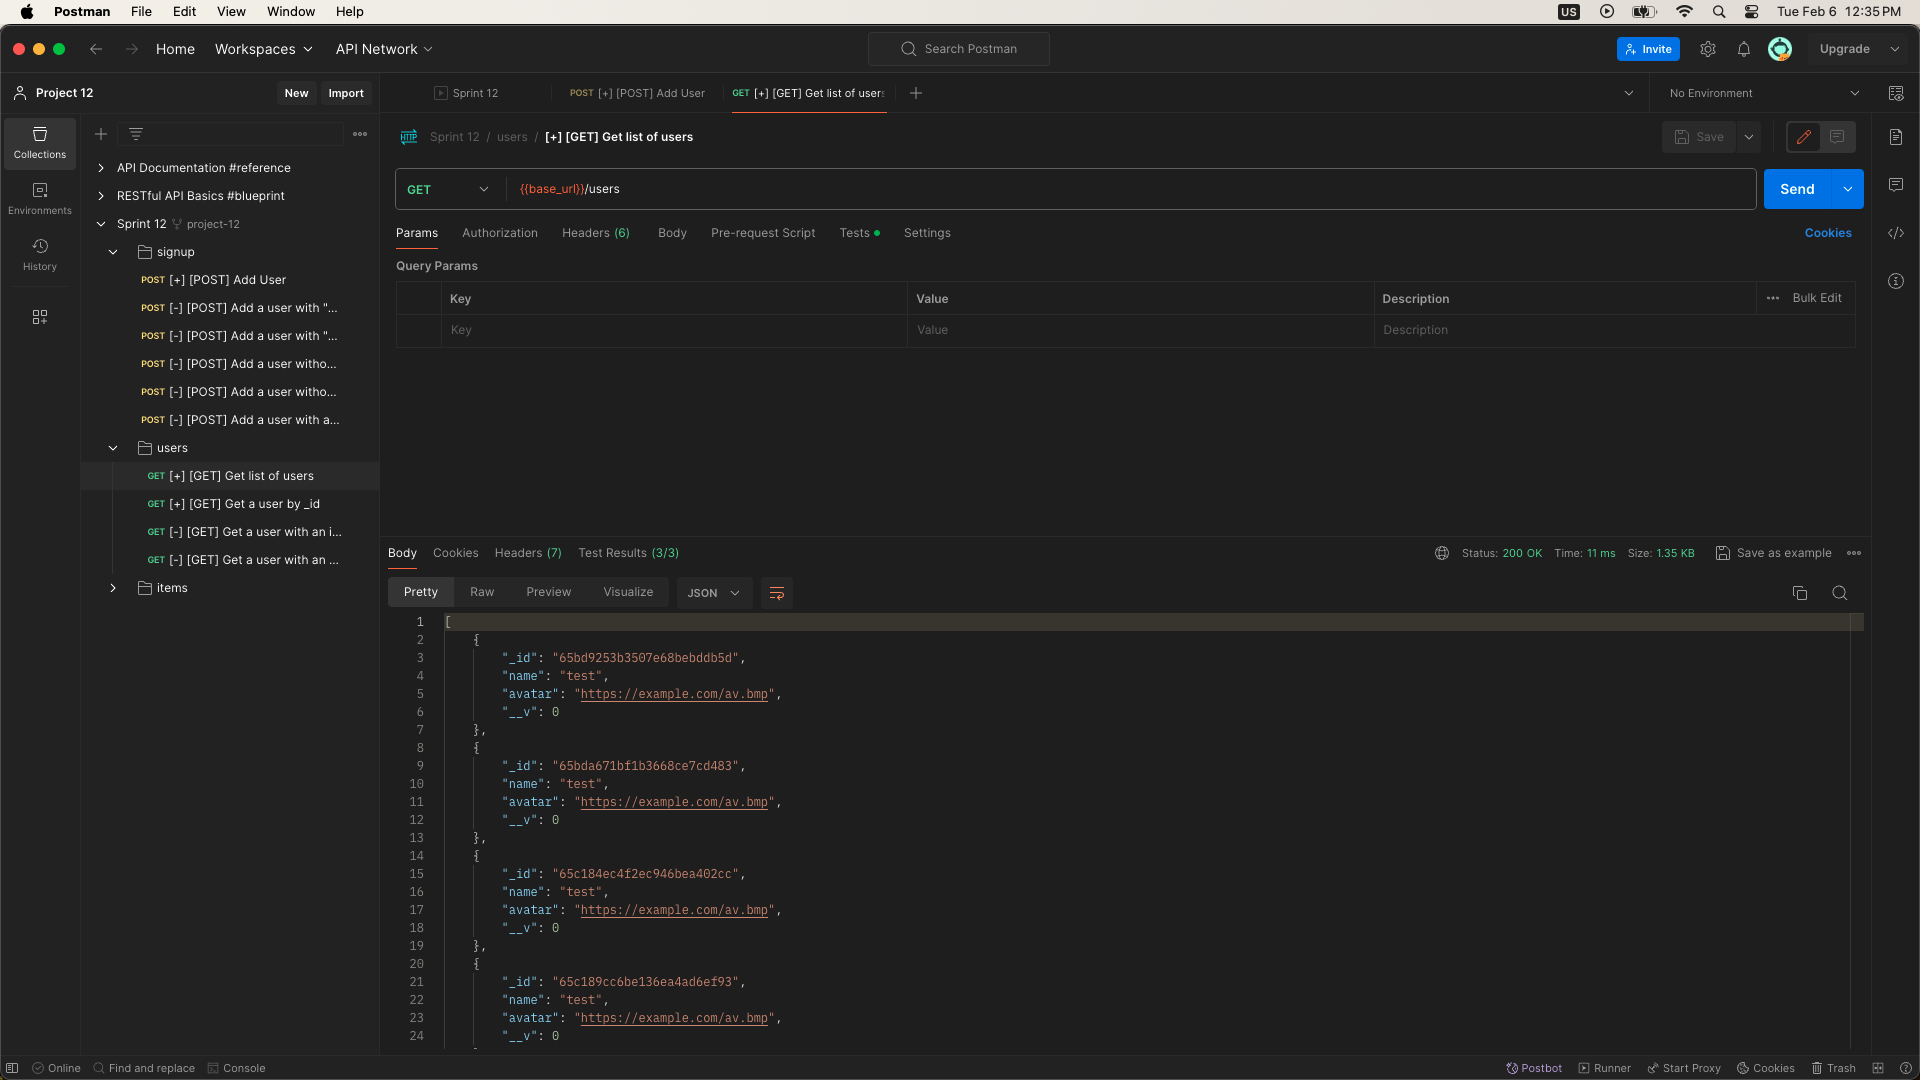 Postman File Edit View Window Help US Tue Feb 6 12:35 PM
Home Workspaces API Network Search Postman Invite Upgrade
Project 12 New Import Sprint 12 POST [+] [POST] Add User GET [+] [GET] Get list of users No Environment
Sprint 12 / users / [+] [GET] Get list of users Save
Collections
Environments
History
API Documentation #reference
RESTful API Basics #blueprint
Sprint 12 project-12
signup
POST [+] [POST] Add User
POST [-] [POST] Add a user with "...
POST [-] [POST] Add a user with "...
POST [-] [POST] Add a user witho...
POST [-] [POST] Add a user witho...
POST [-] [POST] Add a user with a...
users
GET [+] [GET] Get list of users
GET [+] [GET] Get a user by _id
GET [-] [GET] Get a user with an i...
GET [-] [GET] Get a user with an ...
items
HTTP
GET {{base_url}}/users Send
Params Authorization Headers (6) Body Pre-request Script Tests Settings Cookies
Query Params
Key Value Description Bulk Edit
Key Value Description
Body Cookies Headers (7) Test Results (3/3) Status: 200 OK Time: 11 ms Size: 1.35 KB Save as example
Pretty Raw Preview Visualize JSON
1 [
2 {
3 "_id": "65bd9253b3507e68bebddb5d",
4 "name": "test",
5 "avatar": "https://example.com/av.bmp",
6 "__v": 0
7 },
8 {
9 "_id": "65bda671bf1b3668ce7cd483",
10 "name": "test",
11 "avatar": "https://example.com/av.bmp",
12 "__v": 0
13 },
14 {
15 "_id": "65c184ec4f2ec946bea402cc",
16 "name": "test",
17 "avatar": "https://example.com/av.bmp",
18 "__v": 0
19 },
20 {
21 "_id": "65c189cc6be136ea4ad6ef93",
22 "name": "test",
23 "avatar": "https://example.com/av.bmp",
24 "__v": 0
Online Find and replace Console Postbot Runner Start Proxy Cookies Trash